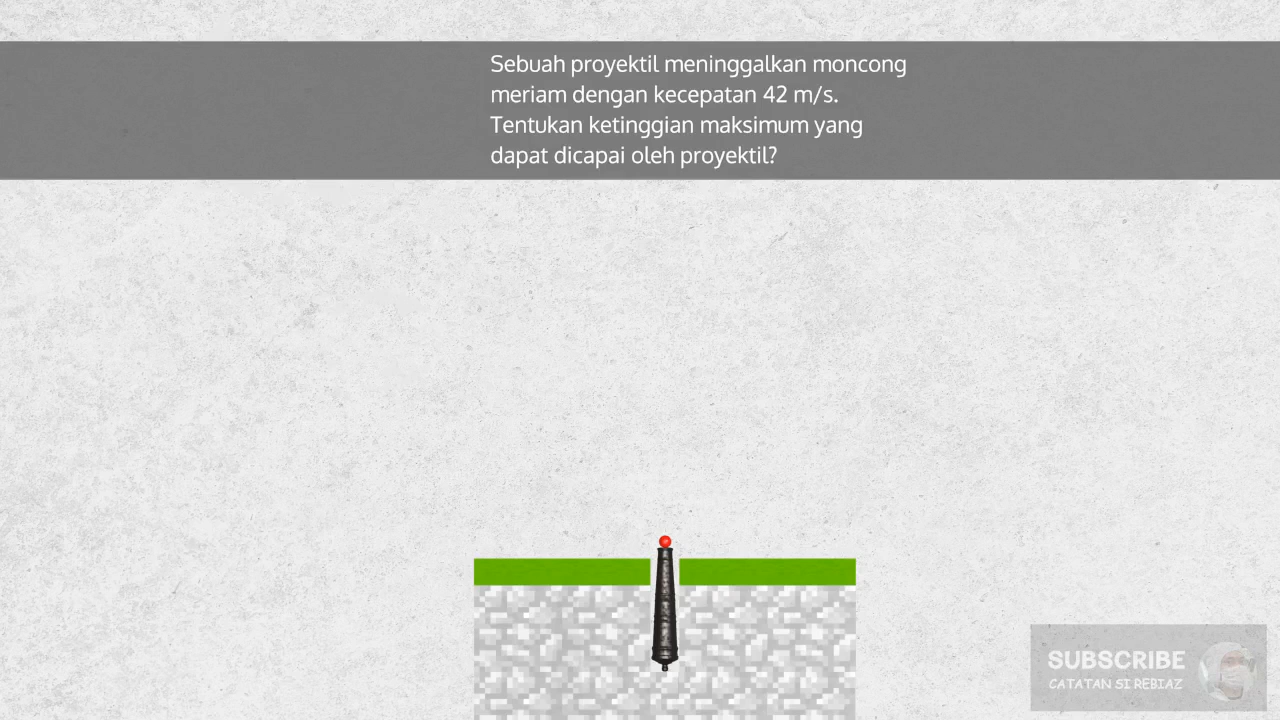 Sebuah proyektil meninggalkan moncong
meriam dengan kecepatan 42 m/s.
Tentukan ketinggian maksimum yang
dapat dicapai oleh proyektil?
SUBSCRIBE
CATATAN SI REBIAZ